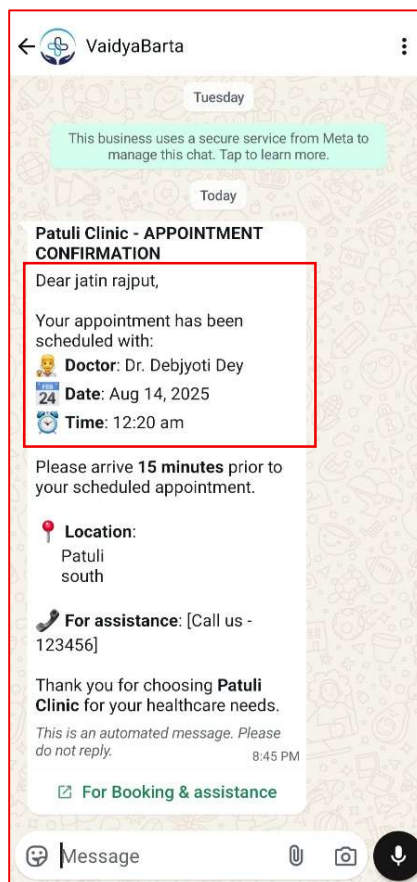 VaidyaBarta
Tuesday
This business uses a secure service from Meta to
manage this chat. Tap to learn more.
Today
Patuli Clinic - APPOINTMENT
CONFIRMATION
Dear jatin rajput,
Your appointment has been
scheduled with:
Doctor: Dr. Debjyoti Dey
FEB
24 Date: Aug 14, 2025
Time: 12:20 am
Please arrive 15 minutes prior to
your scheduled appointment.
Location:
Patuli
south
For assistance: [Call us -
123456]
Thank you for choosing Patuli
Clinic for your healthcare needs.
This is an automated message. Please
do not reply.
8:45 PM
For Booking & assistance
Message